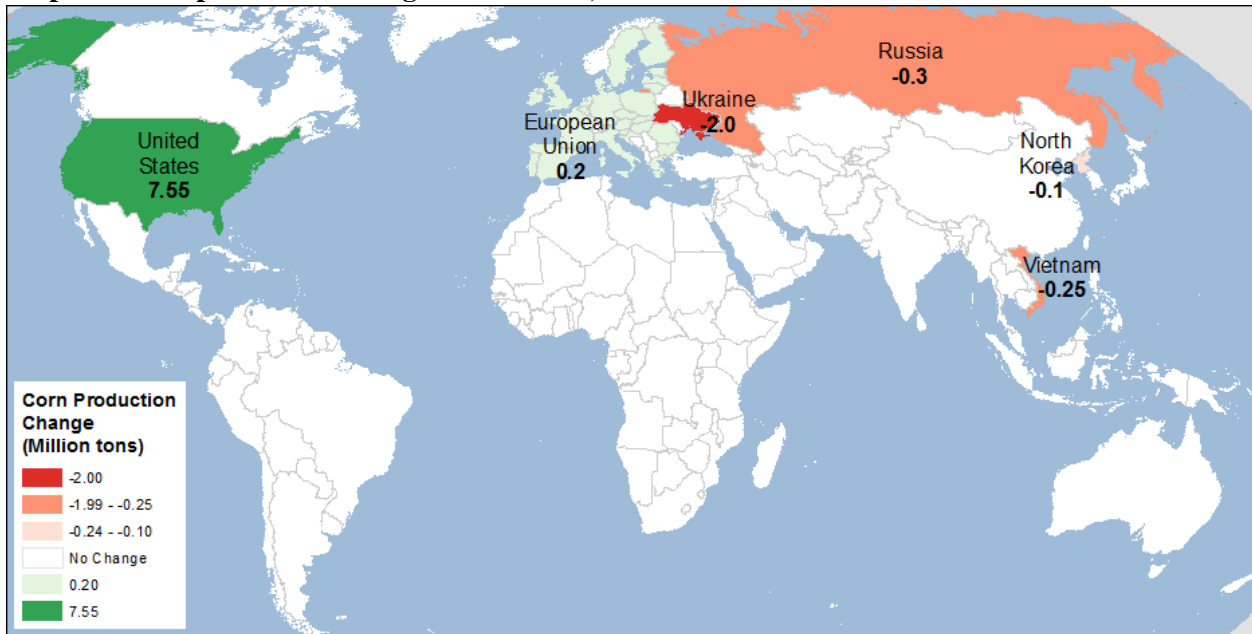 Russia
-0.3
Ukraine
-2.0
European
Union
0.2
United
States
7.55
North
Korea
-0.1
Vietnam
-0.25
Corn Production
Change
(Million tons)
-2.00
-1.99 - -0.25
-0.24 - -0.10
No Change
0.20
7.55